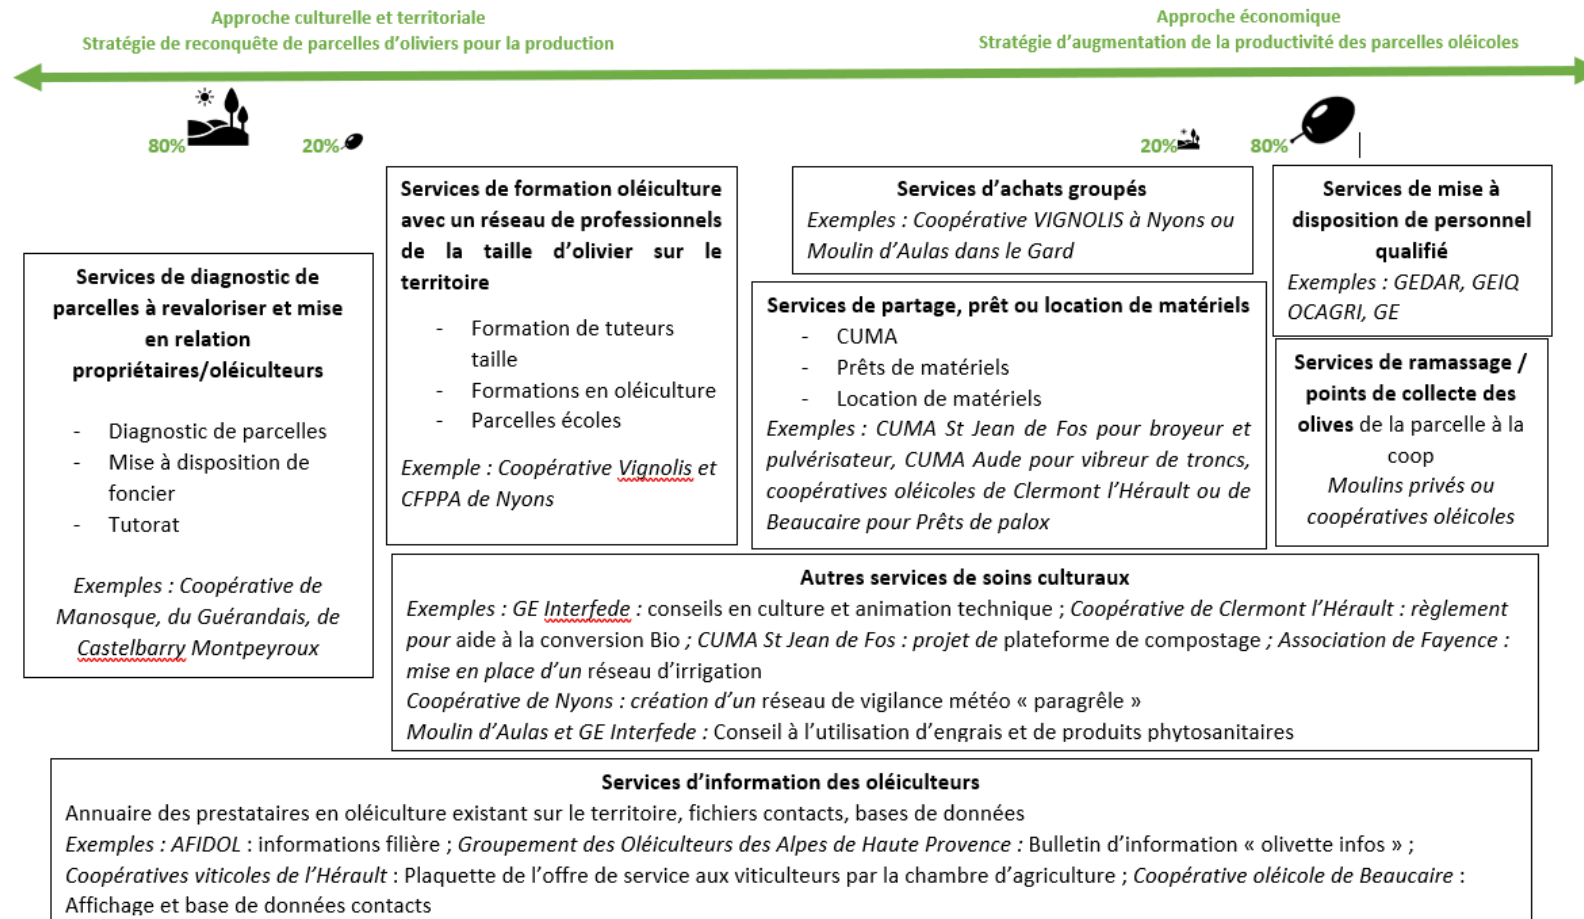 Approche culturelle et territoriale
Stratégie de reconquête de parcelles d'oliviers pour la production
Approche économique
Stratégie d'augmentation de la productivité des parcelles oléicoles
80%
20%
20%
80%
Services de diagnostic de
parcelles à revaloriser et mise
en relation
propriétaires/oléiculteurs
- Diagnostic de parcelles
- Mise à disposition de
foncier
- Tutorat
Exemples : Coopérative de
Manosque, du Guérandais, de
Castelbarry Montpeyroux
Services de formation oléiculture
avec un réseau de professionnels
de la taille d'olivier sur le
territoire
- Formation de tuteurs
taille
- Formations en oléiculture
- Parcelles écoles
Exemple : Coopérative Vignolis et
CFPPA de Nyons
Services d'achats groupés
Exemples : Coopérative VIGNOLIS à Nyons ou
Moulin d'Aulas dans le Gard
Services de partage, prêt ou location de matériels
- CUMA
- Prêts de matériels
- Location de matériels
Exemples : CUMA St Jean de Fos pour broyeur et
pulvérisateur, CUMA Aude pour vibreur de troncs,
coopératives oléicoles de Clermont l'Hérault ou de
Beaucaire pour Prêts de palox
Services de mise à
disposition de personnel
qualifié
Exemples : GEDAR, GEIQ
OCAGRI, GE
Services de ramassage /
points de collecte des
olives de la parcelle à la
coop
Moulins privés ou
coopératives oléicoles
Autres services de soins culturaux
Exemples : GE Interfede : conseils en culture et animation technique ; Coopérative de Clermont l'Hérault : règlement
pour aide à la conversion Bio ; CUMA St Jean de Fos : projet de plateforme de compostage ; Association de Fayence :
mise en place d'un réseau d'irrigation
Coopérative de Nyons : création d'un réseau de vigilance météo « paragrêle »
Moulin d'Aulas et GE Interfede : Conseil à l'utilisation d'engrais et de produits phytosanitaires
Services d'information des oléiculteurs
Annuaire des prestataires en oléiculture existant sur le territoire, fichiers contacts, bases de données
Exemples : AFIDOL : informations filière ; Groupement des Oléiculteurs des Alpes de Haute Provence : Bulletin d'information « olivette infos » ;
Coopératives viticoles de l'Hérault : Plaquette de l'offre de service aux viticulteurs par la chambre d'agriculture ; Coopérative oléicole de Beaucaire :
Affichage et base de données contacts